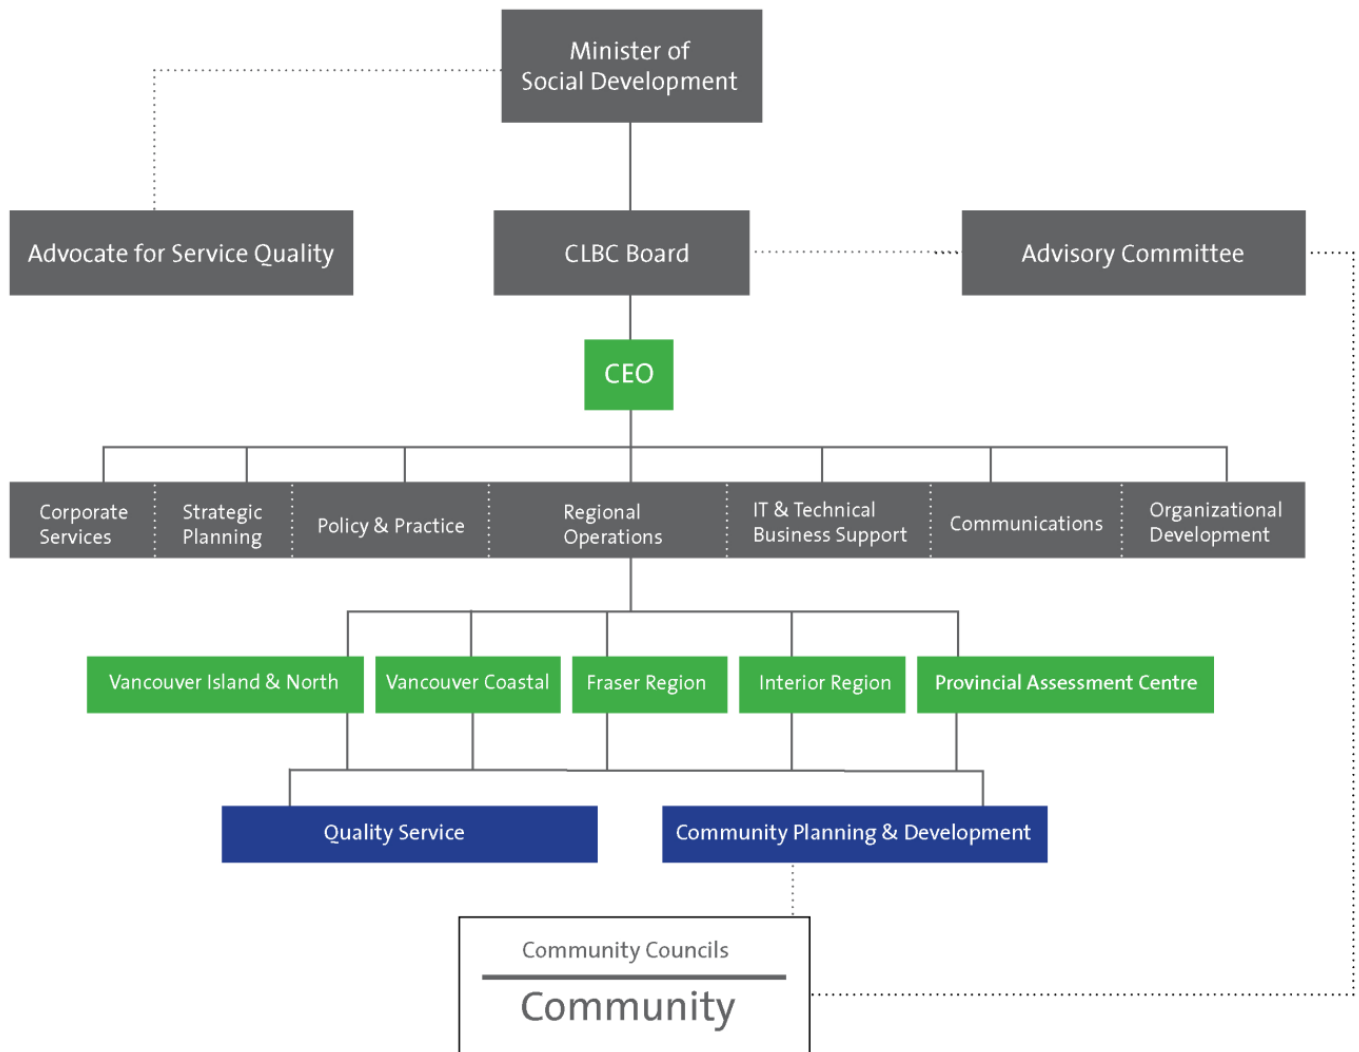 Minister of
Social Development
Advocate for Service Quality
CLBC Board
Advisory Committee
CEO
Corporate
Services
Strategic
Planning
Policy & Practice
Regional
Operations
IT & Technical
Business Support
Communications
Organizational
Development
Vancouver Island & North
Vancouver Coastal
Fraser Region
Interior Region
Provincial Assessment Centre
Quality Service
Community Planning & Development
Community Councils
Community